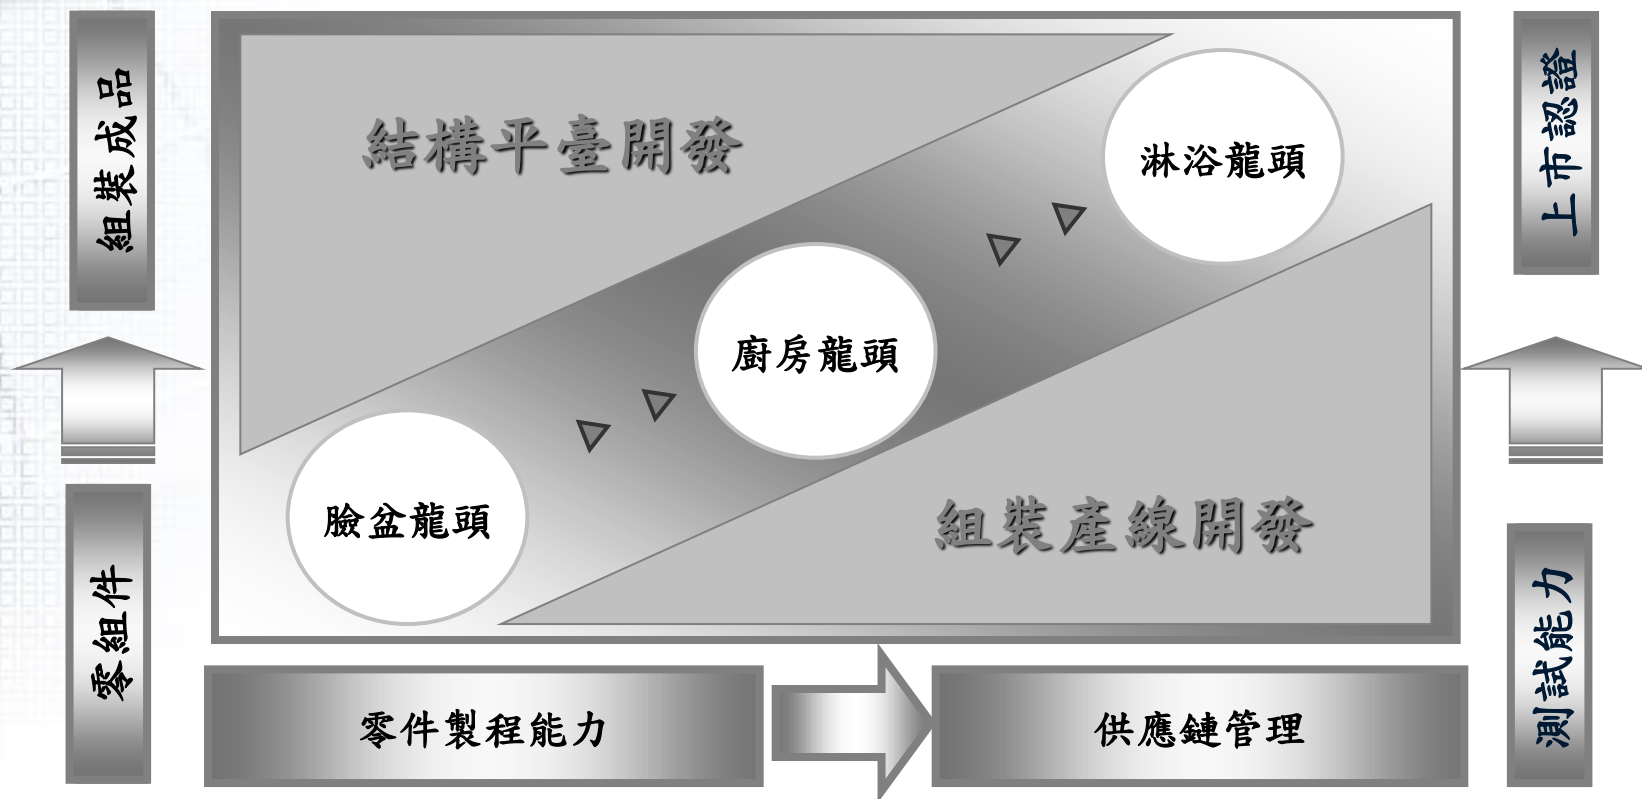 組裝成品
零組件
結構平臺開發
淋浴龍頭
廚房龍頭
臉盆龍頭
組裝產線開發
上市認證
測試能力
零件製程能力
供應鏈管理